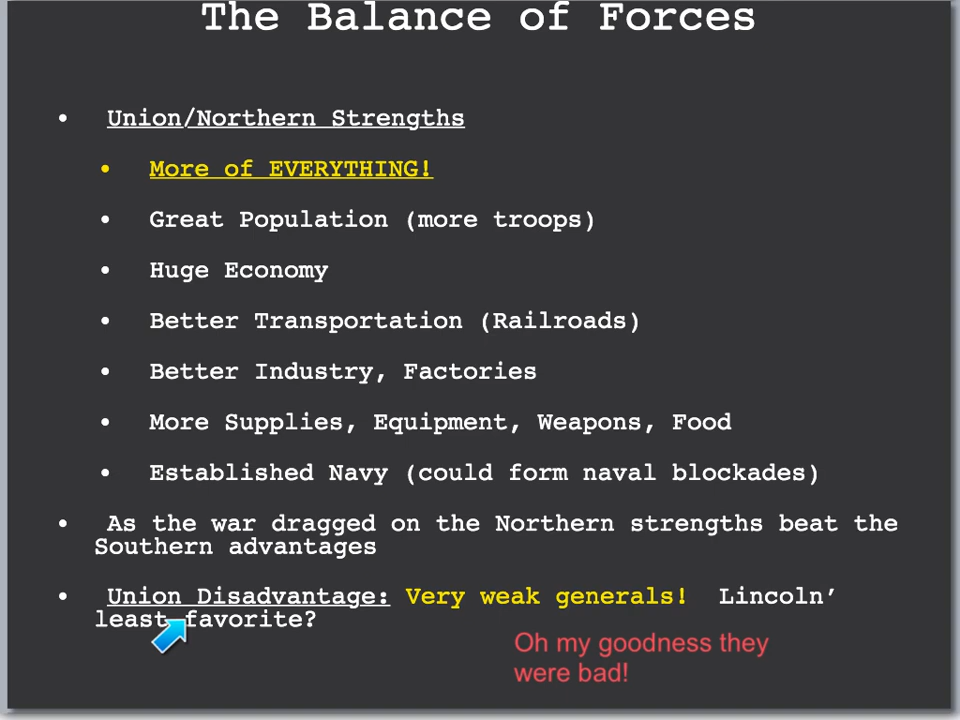 The Balance of Forces
• Union/Northern Strengths
• More of EVERYTHING!
• Great Population (more troops)
• Huge Economy
• Better Transportation (Railroads)
• Better Industry, Factories
• More Supplies, Equipment, Weapons, Food
• Established Navy (could form naval blockades)
• As the war dragged on the Northern strengths beat the
Southern advantages
• Union Disadvantage: Very weak generals! Lincoln’
least favorite?
Oh my goodness they
were bad!